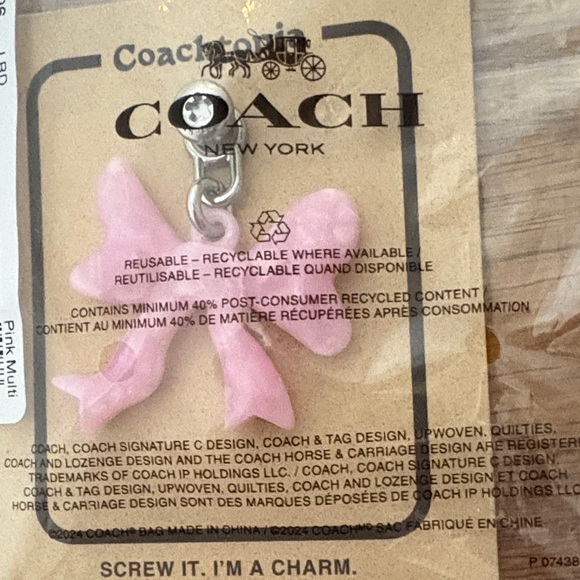 Coachtopia
COACH
NEW YORK
REUSABLE – RECYCLABLE WHERE AVAILABLE /
REUTILISABLE – RECYCLABLE QUAND DISPONIBLE
CONTAINS MINIMUM 40% POST-CONSUMER RECYCLED CONTENT /
CONTIENT AU MINIMUM 40% DE MATIÈRE RÉCUPÉRÉES APRÈS CONSOMMATION
Pink Multi
COACH, COACH SIGNATURE C DESIGN, COACH & TAG DESIGN, UPWOVEN, QUILTIES,
COACH AND LOZENGE DESIGN AND THE COACH HORSE & CARRIAGE DESIGN ARE REGISTERE
TRADEMARKS OF COACH IP HOLDINGS LLC. / COACH, COACH SIGNATURE C DESIGN,
COACH & TAG DESIGN, UPWOVEN, QUILTIES, COACH AND LOZENGE DESIGN ET COACH
HORSE & CARRIAGE DESIGN SONT DES MARQUES DÉPOSÉES DE COACH IP HOLDINGS LLC
©2024 COACH® BAG MADE IN CHINA / ©2024 COACH SAC FABRIQUÉ EN CHINE
SCREW IT. I'M A CHARM.
P 07438